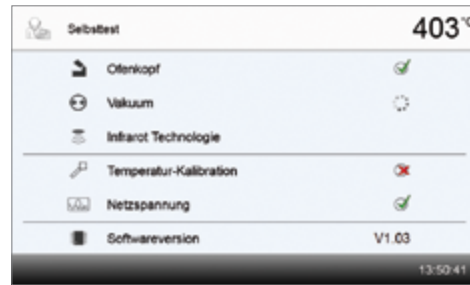 Selbsttest 403 °C
Ofenkopf
Vakuum
Infrarot Technologie
Temperatur-Kalibration
Netzspannung
Softwareversion V1.03
13:50:41